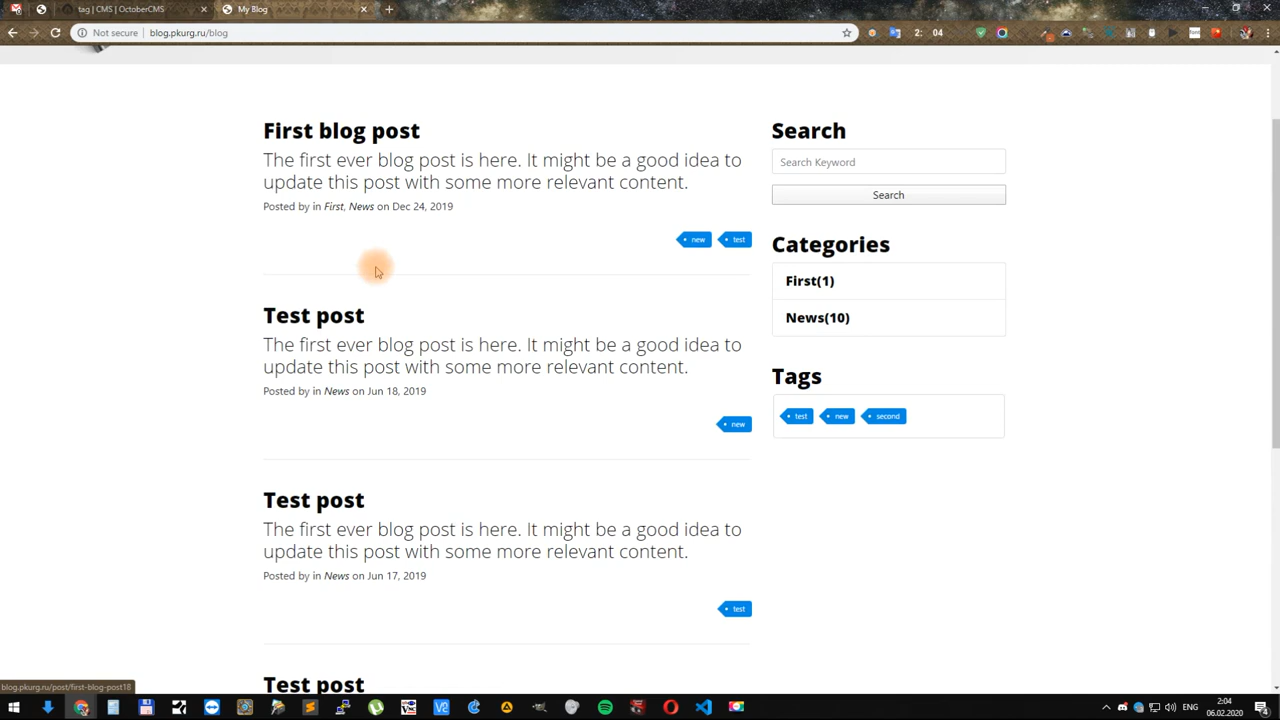 tag | CMS | OctoberCMS
My Blog
Not secure
blog.pkurg.ru/blog
2: 04
First blog post
The first ever blog post is here. It might be a good idea to
update this post with some more relevant content.
Posted by in First, News on Dec 24, 2019
new
test
Test post
The first ever blog post is here. It might be a good idea to
update this post with some more relevant content.
Posted by in News on Jun 18, 2019
new
Test post
The first ever blog post is here. It might be a good idea to
update this post with some more relevant content.
Posted by in News on Jun 17, 2019
test
Test post
Search
Search Keyword
Search
Categories
First(1)
News(10)
Tags
test
new
second
blog.pkurg.ru/post/first-blog-post18
ENG
2:04
06.02.2020